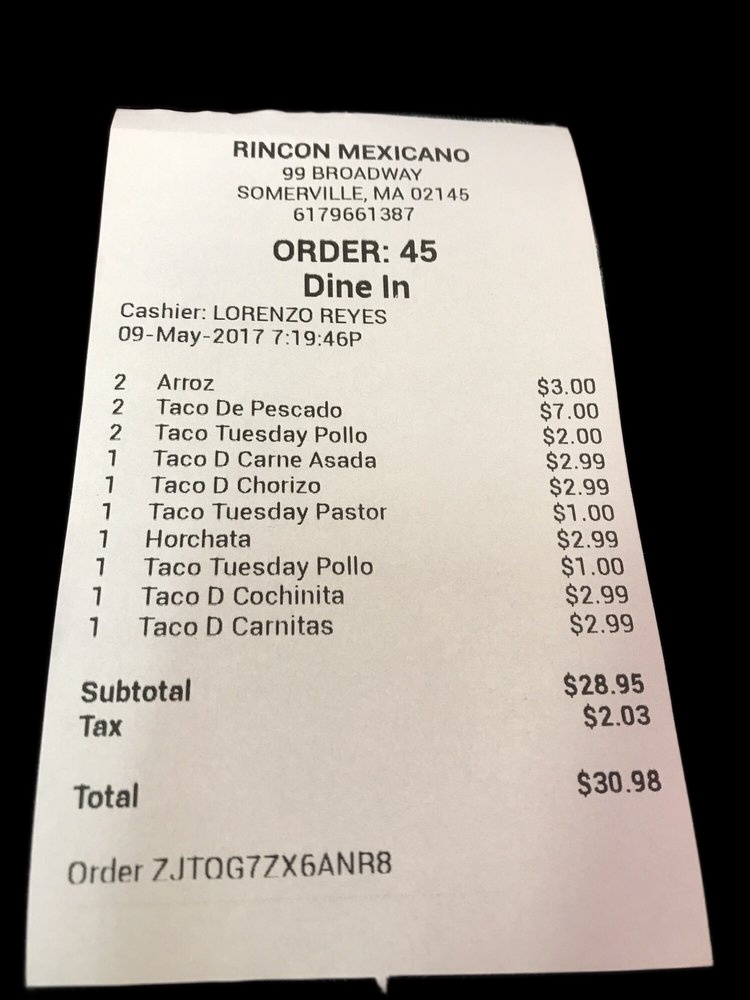 RINCON MEXICANO
99 BROADWAY
SOMERVILLE, MA 02145
6179661387
ORDER: 45
Dine In
Cashier: LORENZO REYES
09-May-2017 7:19:46P
2 Arroz $3.00
2 Taco De Pescado $7.00
2 Taco Tuesday Pollo $2.00
1 Taco D Carne Asada $2.99
1 Taco D Chorizo $2.99
1 Taco Tuesday Pastor $1.00
1 Horchata $2.99
1 Taco Tuesday Pollo $1.00
1 Taco D Cochinita $2.99
1 Taco D Carnitas $2.99
Subtotal $28.95
Tax $2.03
Total $30.98
Order ZJTQG7ZX6ANR8